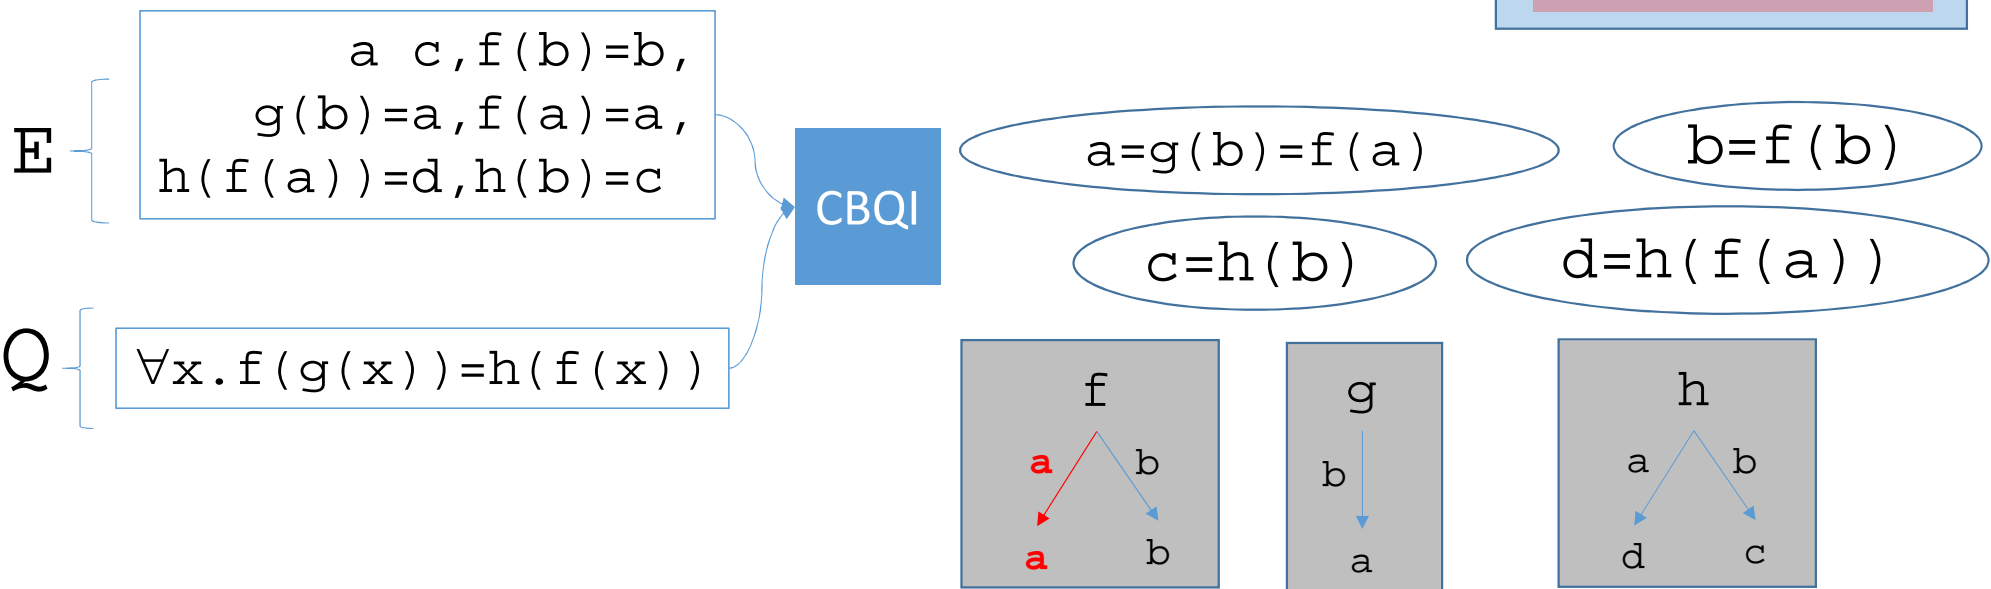 E
a c,f(b)=b,
g(b)=a,f(a)=a,
h(f(a))=d,h(b)=c
Q
∀x.f(g(x))=h(f(x))
CBQI
a=g(b)=f(a)
b=f(b)
c=h(b)
d=h(f(a))
f
a b
a b
g
b
a
h
a b
d c